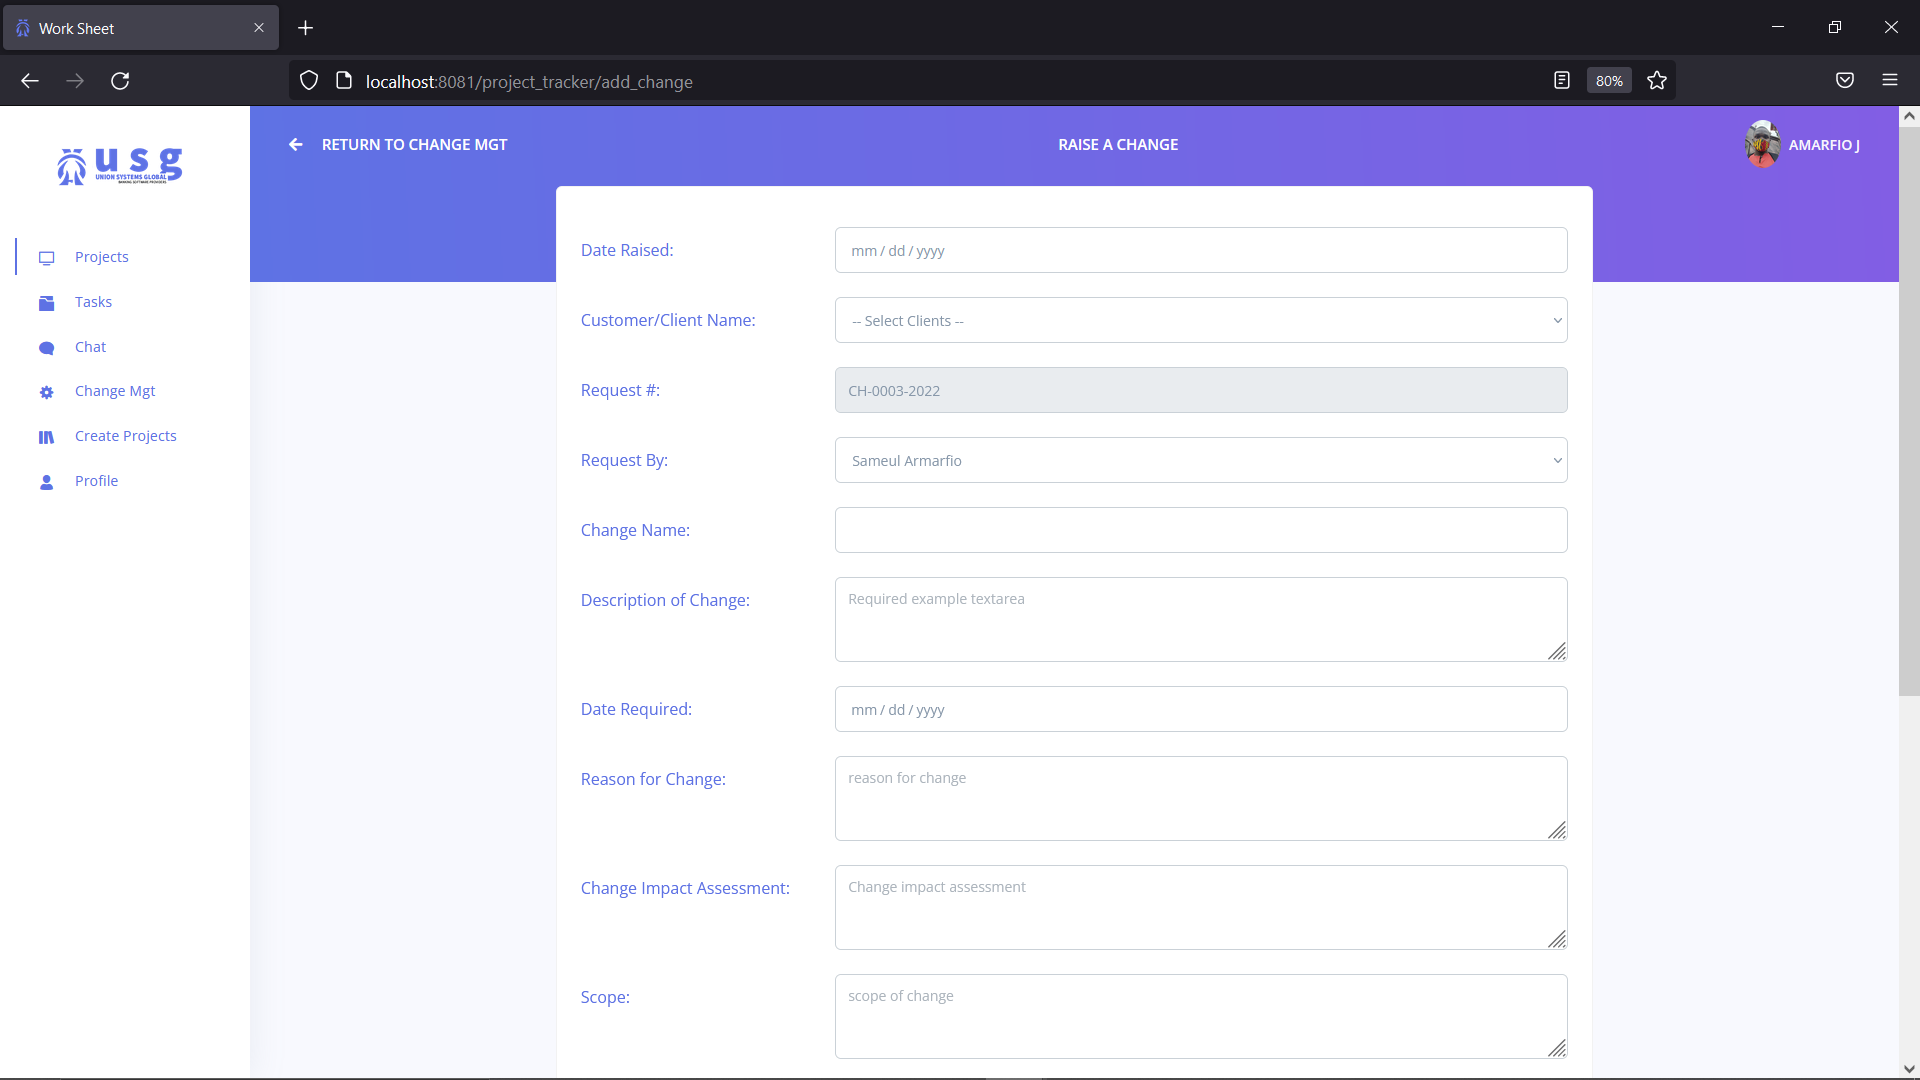 Work Sheet
localhost:8081/project_tracker/add_change
80%
usg
UNION SYSTEMS GLOBAL
BANKING SOFTWARE PROVIDERS
RETURN TO CHANGE MGT
RAISE A CHANGE
AMARFIO J
Projects
Tasks
Chat
Change Mgt
Create Projects
Profile
Date Raised:
mm / dd / yyyy
Customer/Client Name:
-- Select Clients --
Request #:
CH-0003-2022
Request By:
Sameul Armarfio
Change Name:
Description of Change:
Required example textarea
Date Required:
mm / dd / yyyy
Reason for Change:
reason for change
Change Impact Assessment:
Change impact assessment
Scope:
scope of change